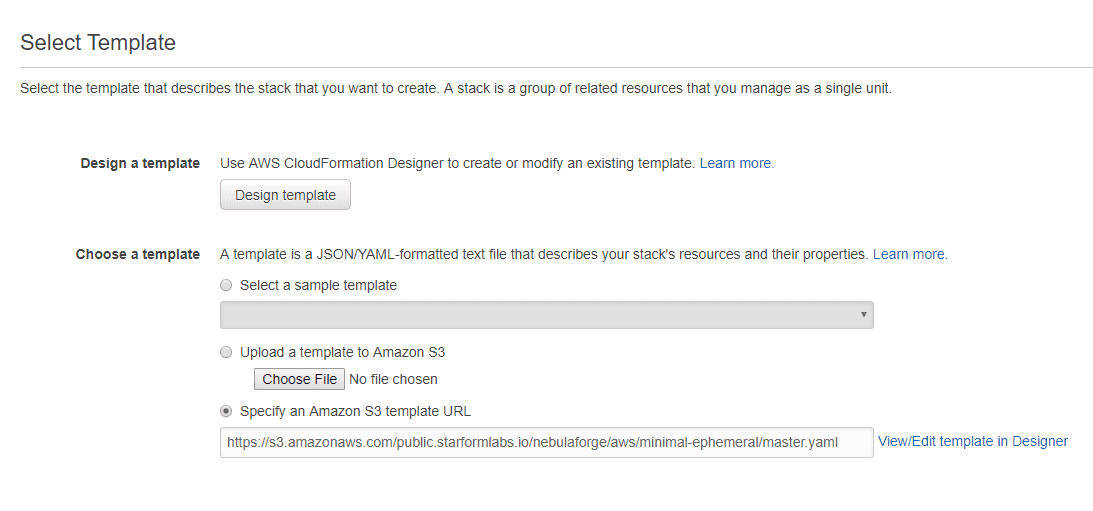 Select Template
Select the template that describes the stack that you want to create. A stack is a group of related resources that you manage as a single unit.
Design a template Use AWS CloudFormation Designer to create or modify an existing template. Learn more.
Design template
Choose a template A template is a JSON/YAML-formatted text file that describes your stack's resources and their properties. Learn more.
Select a sample template
Upload a template to Amazon S3
Choose File No file chosen
Specify an Amazon S3 template URL
https://s3.amazonaws.com/public.starformlabs.io/nebulaforge/aws/minimal-ephemeral/master.yaml View/Edit template in Designer